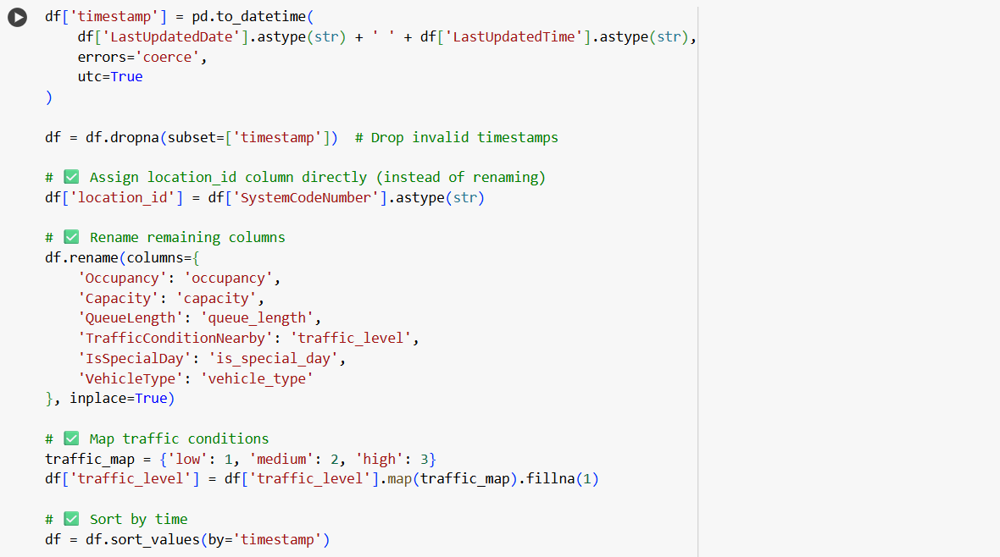 df['timestamp'] = pd.to_datetime(
    df['LastUpdatedDate'].astype(str) + ' ' + df['LastUpdatedTime'].astype(str),
    errors='coerce',
    utc=True
)

df = df.dropna(subset=['timestamp'])  # Drop invalid timestamps

# ✅ Assign location_id column directly (instead of renaming)
df['location_id'] = df['SystemCodeNumber'].astype(str)

# ✅ Rename remaining columns
df.rename(columns={
    'Occupancy': 'occupancy',
    'Capacity': 'capacity',
    'QueueLength': 'queue_length',
    'TrafficConditionNearby': 'traffic_level',
    'IsSpecialDay': 'is_special_day',
    'VehicleType': 'vehicle_type'
}, inplace=True)

# ✅ Map traffic conditions
traffic_map = {'low': 1, 'medium': 2, 'high': 3}
df['traffic_level'] = df['traffic_level'].map(traffic_map).fillna(1)

# ✅ Sort by time
df = df.sort_values(by='timestamp')